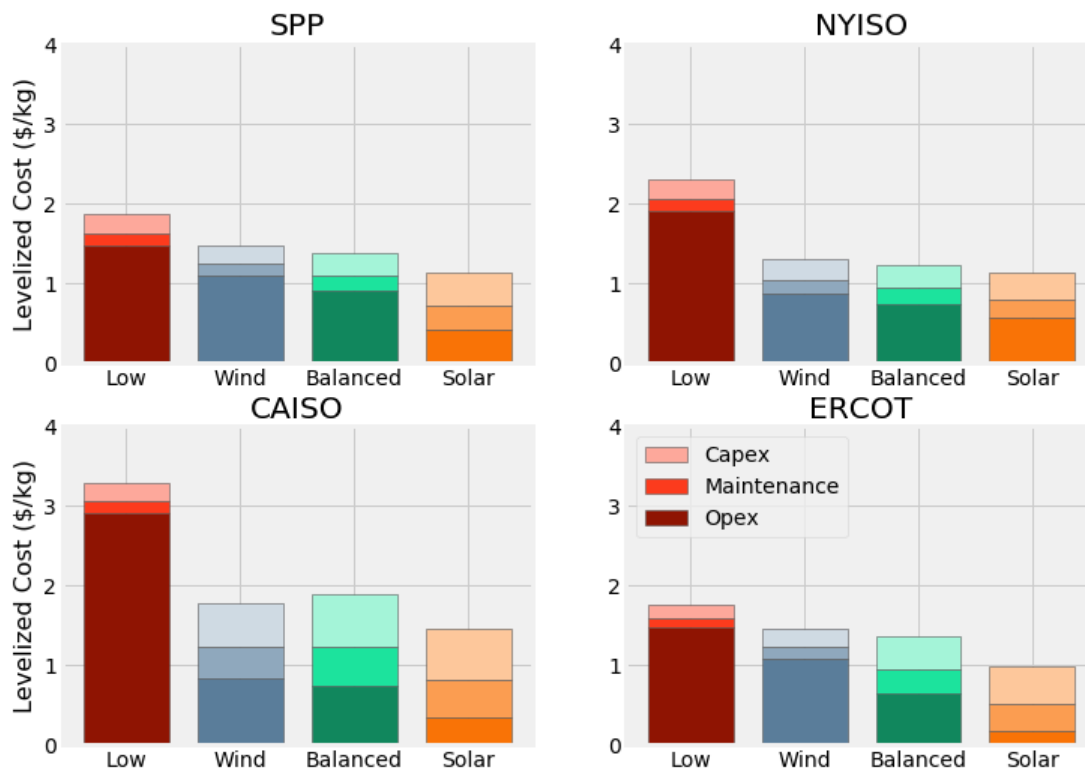 SPP
NYISO
Levelized Cost ($/kg)
4
3
2
1
0
Low Wind Balanced Solar
4
3
2
1
0
Low Wind Balanced Solar
CAISO
ERCOT
Levelized Cost ($/kg)
4
3
2
1
0
Low Wind Balanced Solar
4
3
2
1
0
Capex
Maintenance
Opex
Low Wind Balanced Solar